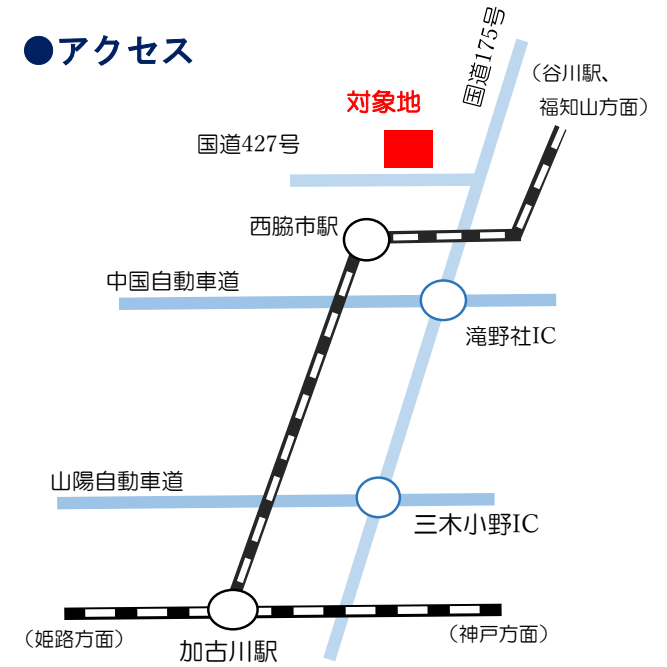 ●アクセス
国道175号
(谷川駅、
福知山方面)
対象地
国道427号
西脇市駅
中国自動車道
滝野社IC
山陽自動車道
三木小野IC
(姫路方面)
加古川駅
(神戸方面)